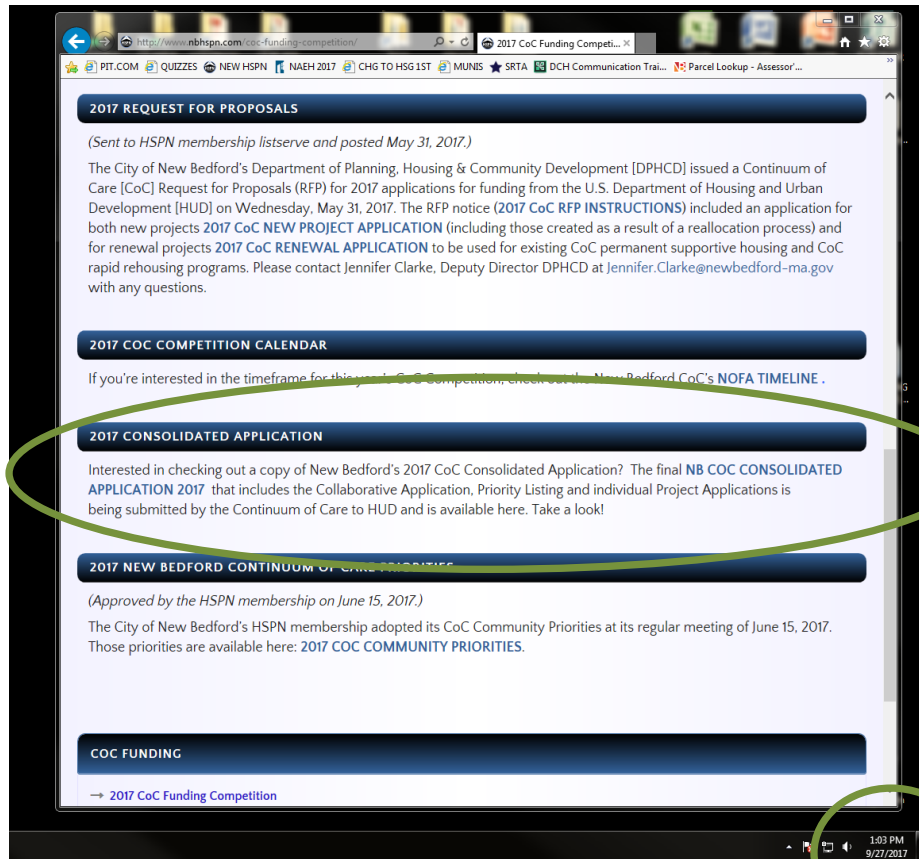 http://www.nbhspn.com/coc-funding-competition/
2017 CoC Funding Competi...
PIT.COM QUIZZES NEW HSPN NAEH 2017 CHG TO HSG 1ST MUNIS SRTA DCH Communication Trai... Parcel Lookup - Assessor'...
2017 REQUEST FOR PROPOSALS
(Sent to HSPN membership listserve and posted May 31, 2017.)
The City of New Bedford's Department of Planning, Housing & Community Development [DPHCD] issued a Continuum of
Care [CoC] Request for Proposals (RFP) for 2017 applications for funding from the U.S. Department of Housing and Urban
Development [HUD] on Wednesday, May 31, 2017. The RFP notice (2017 CoC RFP INSTRUCTIONS) included an application for
both new projects 2017 CoC NEW PROJECT APPLICATION (including those created as a result of a reallocation process) and
for renewal projects 2017 CoC RENEWAL APPLICATION to be used for existing CoC permanent supportive housing and CoC
rapid rehousing programs. Please contact Jennifer Clarke, Deputy Director DPHCD at Jennifer.Clarke@newbedford-ma.gov
with any questions.
2017 COC COMPETITION CALENDAR
If you're interested in the timeframe for this year's CoC Competition, check out the New Bedford CoC's NOFA TIMELINE .
2017 CONSOLIDATED APPLICATION
Interested in checking out a copy of New Bedford's 2017 CoC Consolidated Application? The final NB COC CONSOLIDATED
APPLICATION 2017 that includes the Collaborative Application, Priority Listing and individual Project Applications is
being submitted by the Continuum of Care to HUD and is available here. Take a look!
2017 NEW BEDFORD CONTINUUM OF CARE PRIORITIES
(Approved by the HSPN membership on June 15, 2017.)
The City of New Bedford's HSPN membership adopted its CoC Community Priorities at its regular meeting of June 15, 2017.
Those priorities are available here: 2017 COC COMMUNITY PRIORITIES.
COC FUNDING
→ 2017 CoC Funding Competition
1:03 PM
9/27/2017